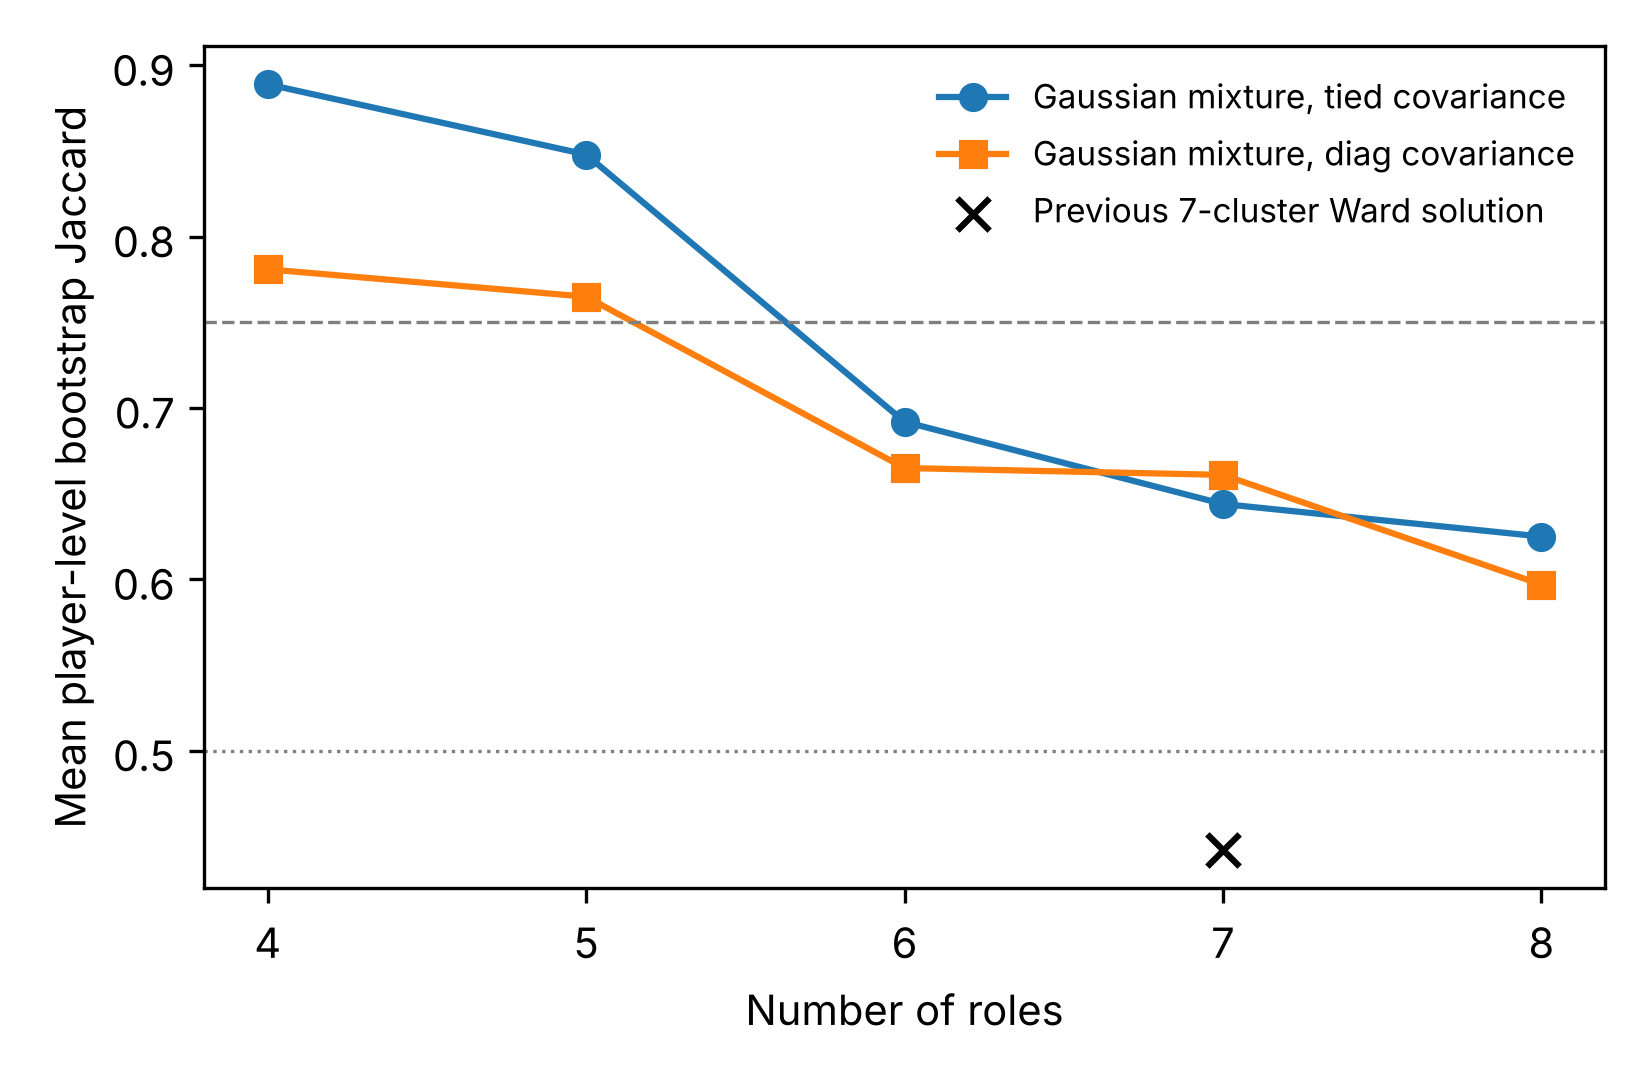 Mean player-level bootstrap Jaccard
0.9
0.8
0.7
0.6
0.5
Gaussian mixture, tied covariance
Gaussian mixture, diag covariance
Previous 7-cluster Ward solution
4 5 6 7 8
Number of roles